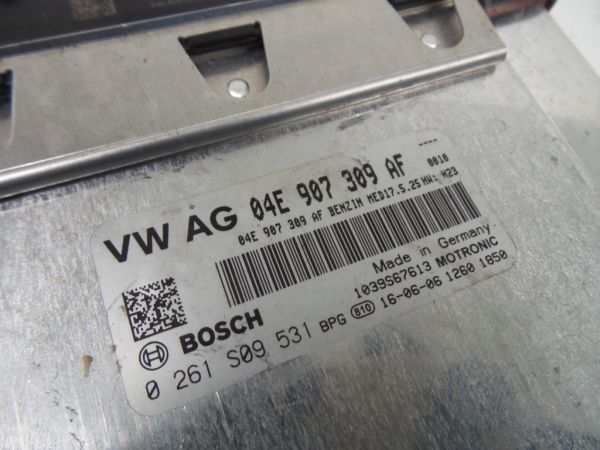 VW AG 04E 907 309 AF
04E 907 309 AF BENZIN MED17.5.25 HW: H23
0010
Made in Germany
1039S67613 MOTRONIC
BOSCH
0 261 S09 531 BPG 810 16-06-06 1260 1850